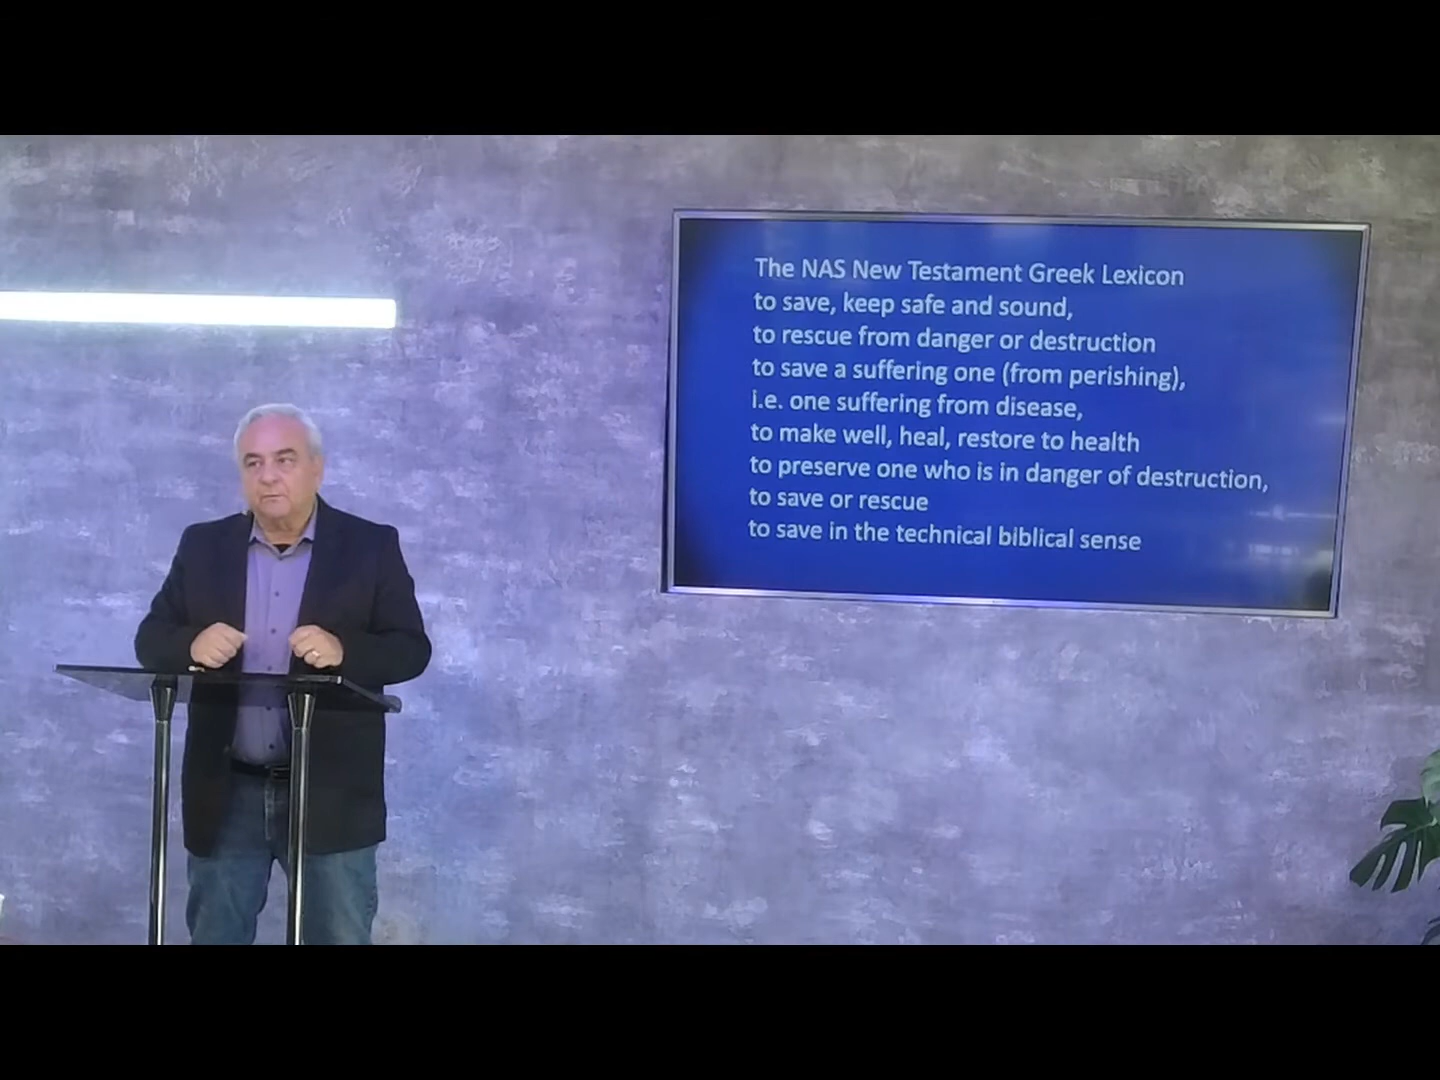 The NAS New Testament Greek Lexicon
to save, keep safe and sound,
to rescue from danger or destruction
to save a suffering one (from perishing),
i.e. one suffering from disease,
to make well, heal, restore to health
to preserve one who is in danger of destruction,
to save or rescue
to save in the technical biblical sense